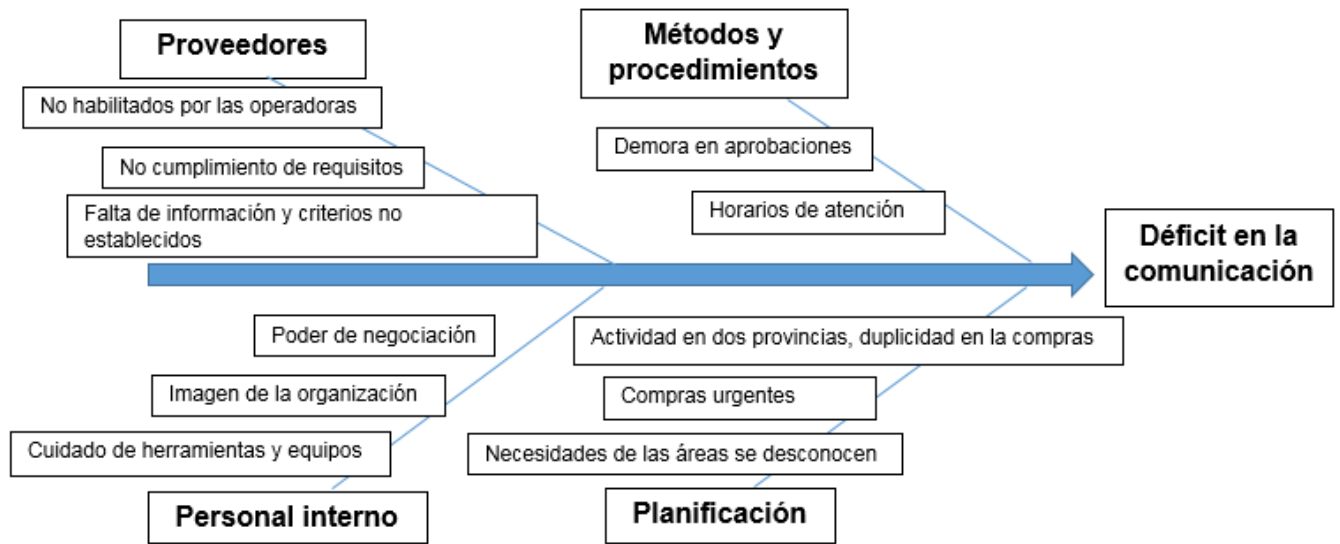 Proveedores
No habilitados por las operadoras
No cumplimiento de requisitos
Falta de información y criterios no
establecidos
Métodos y
procedimientos
Demora en aprobaciones
Horarios de atención
Déficit en la
comunicación
Poder de negociación
Imagen de la organización
Cuidado de herramientas y equipos
Personal interno
Actividad en dos provincias, duplicidad en la compras
Compras urgentes
Necesidades de las áreas se desconocen
Planificación